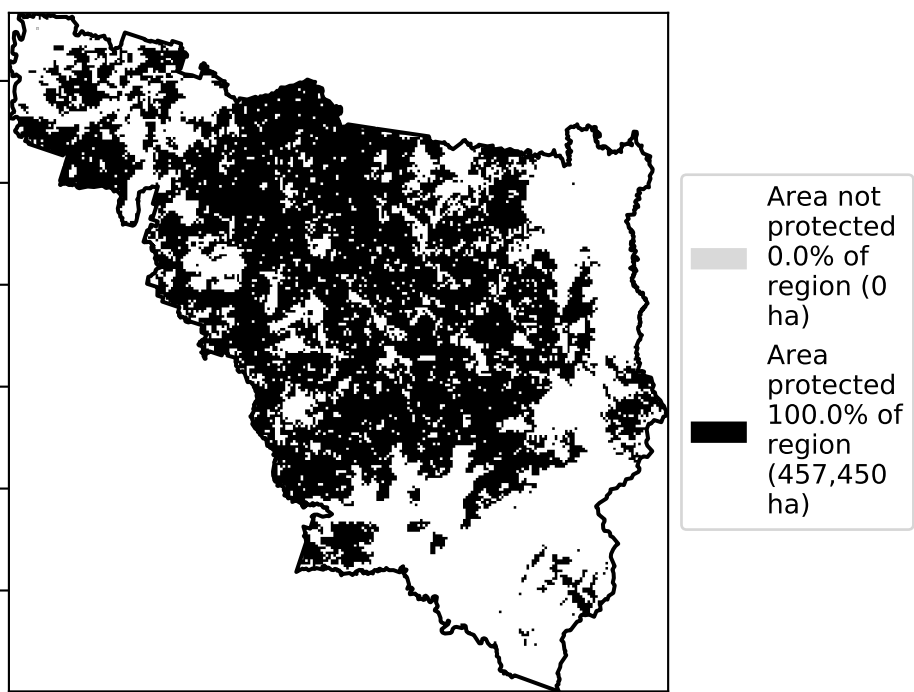 Area not
protected
0.0% of
region (0
ha)
Area
protected
100.0% of
region
(457,450
ha)